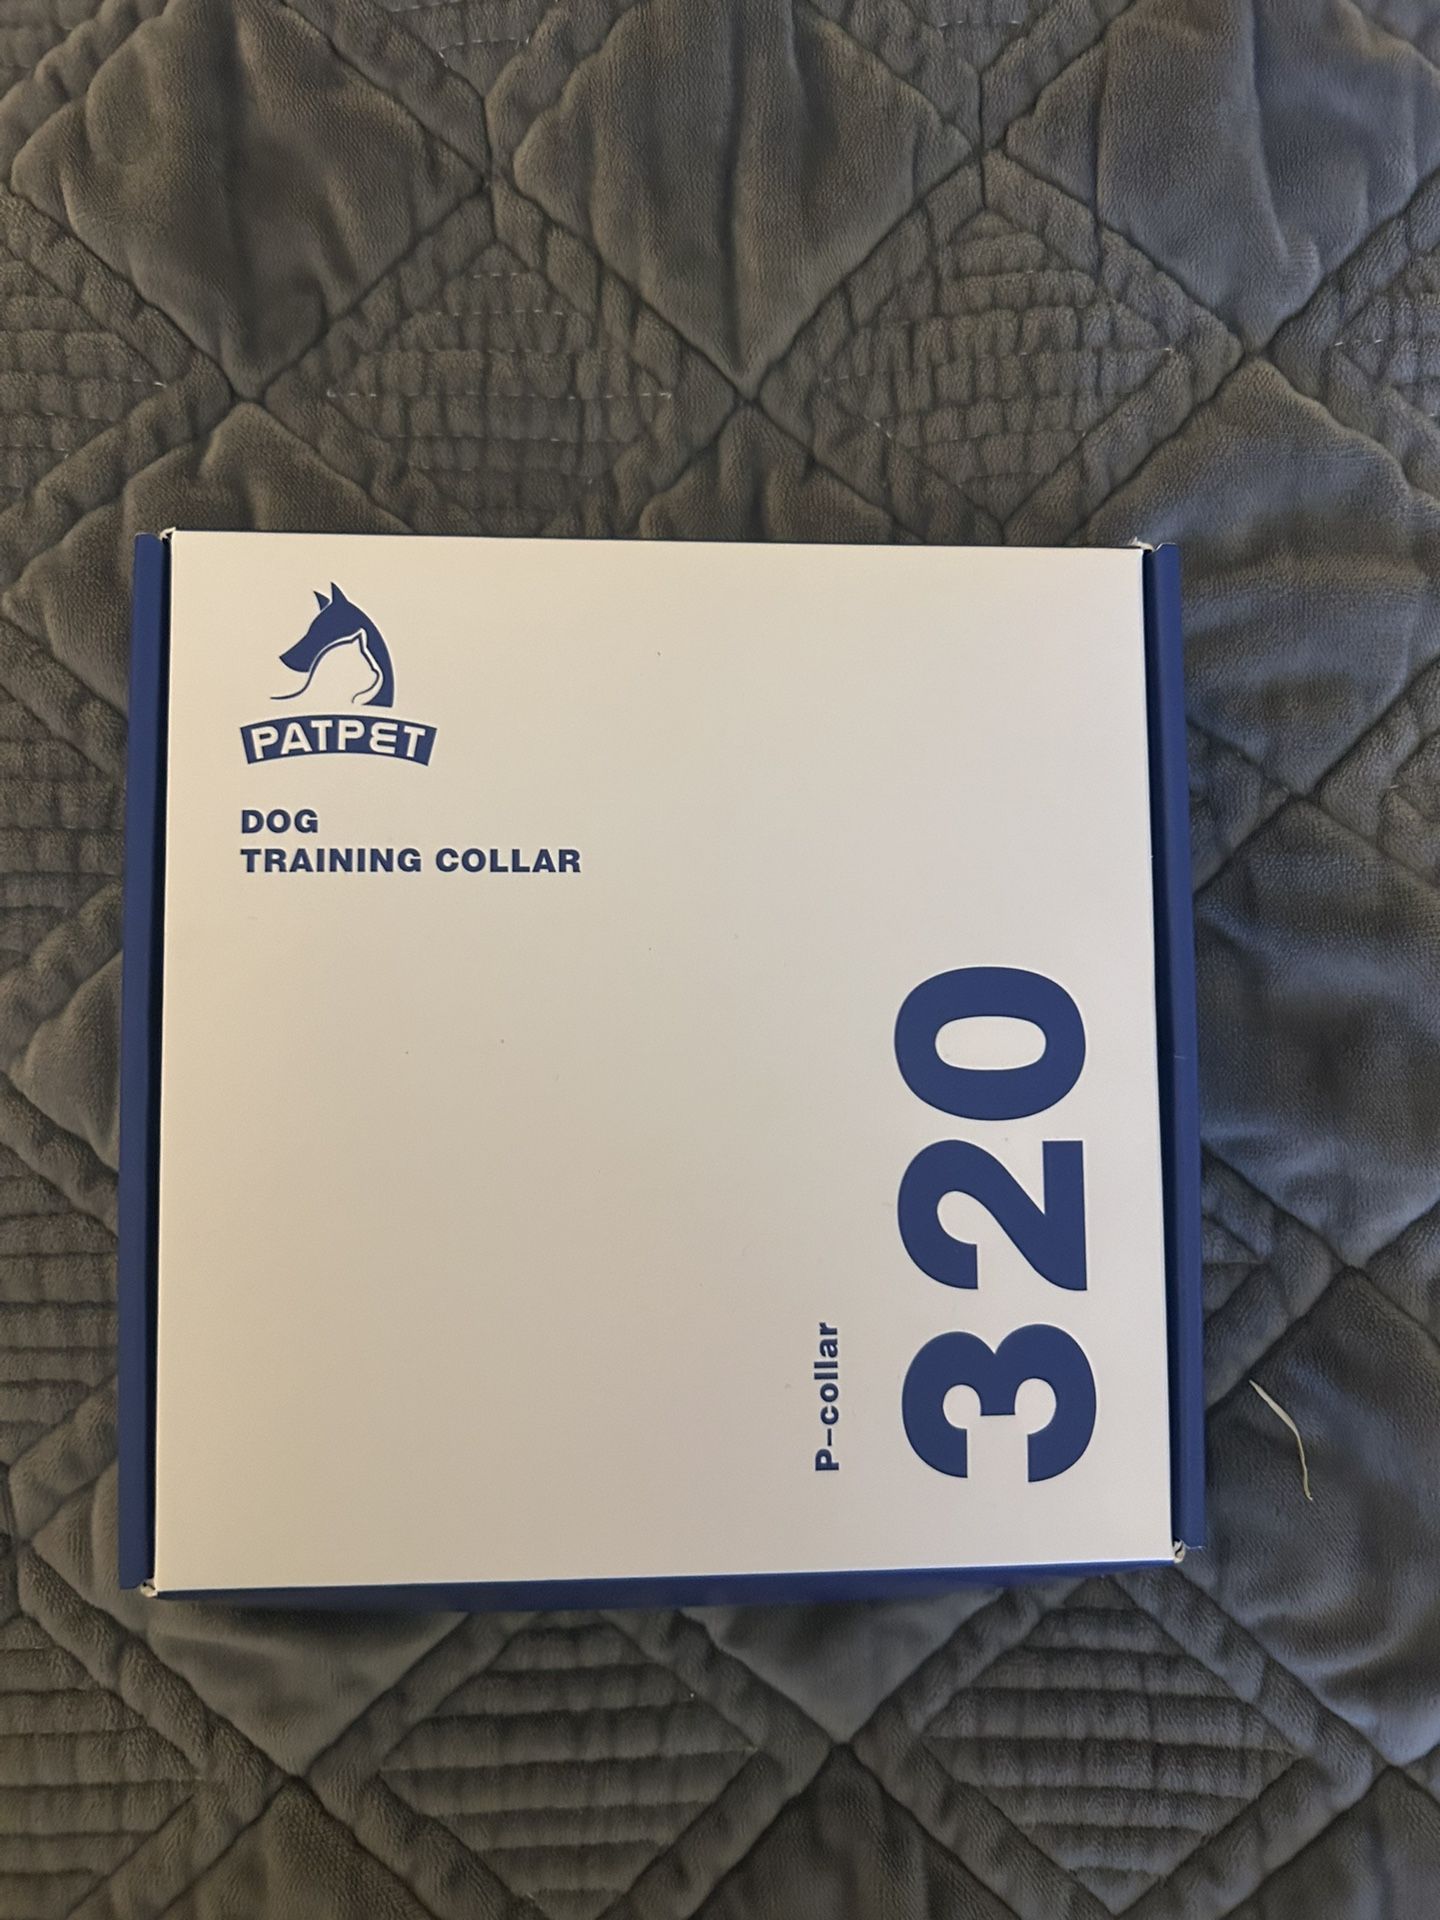 PATPET
DOG
TRAINING COLLAR
P-collar
320